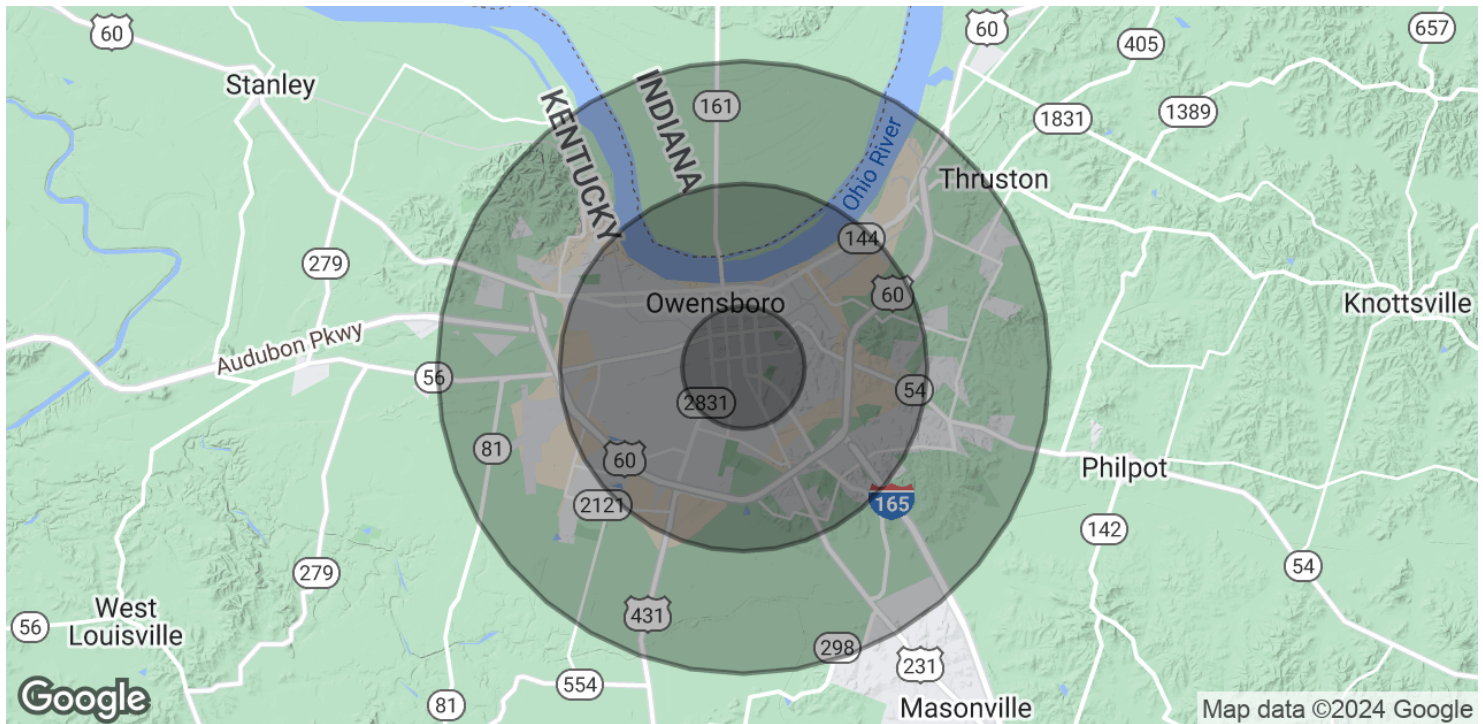 60
60
657
405
Stanley
161
1389
1831
INDIANA
KENTUCKY
Ohio River
Thruston
144
279
60
Owensboro
Knottsville
Audubon Pkwy
56
54
2831
81
60
Philpot
2121
165
142
279
54
West
Louisville
431
56
298
231
554
81
Masonville
Google
Map data ©2024 Google